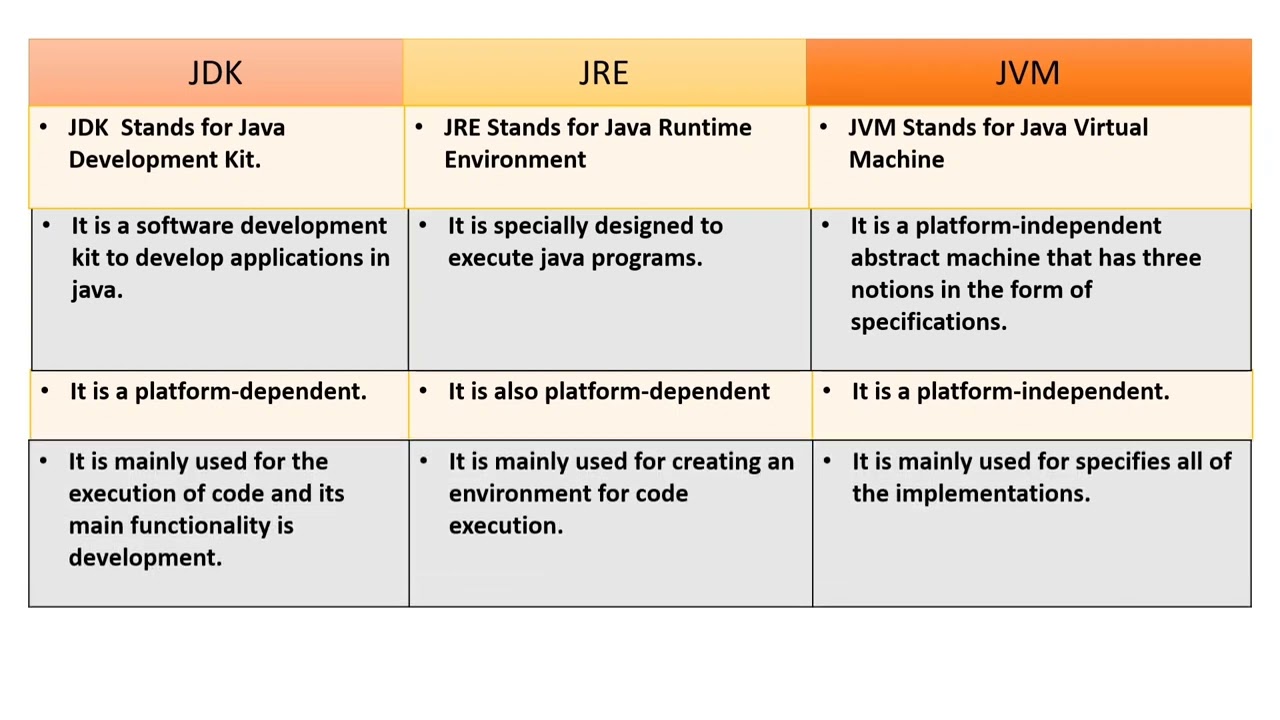 JDK
JRE
JVM
• JDK  Stands for Java
Development Kit.
• JRE Stands for Java Runtime
Environment
• JVM Stands for Java Virtual
Machine
• It is a software development
kit to develop applications in
java.
• It is specially designed to
execute java programs.
• It is a platform-independent
abstract machine that has three
notions in the form of
specifications.
• It is a platform-dependent.
• It is also platform-dependent
• It is a platform-independent.
• It is mainly used for the
execution of code and its
main functionality is
development.
• It is mainly used for creating an
environment for code
execution.
• It is mainly used for specifies all of
the implementations.